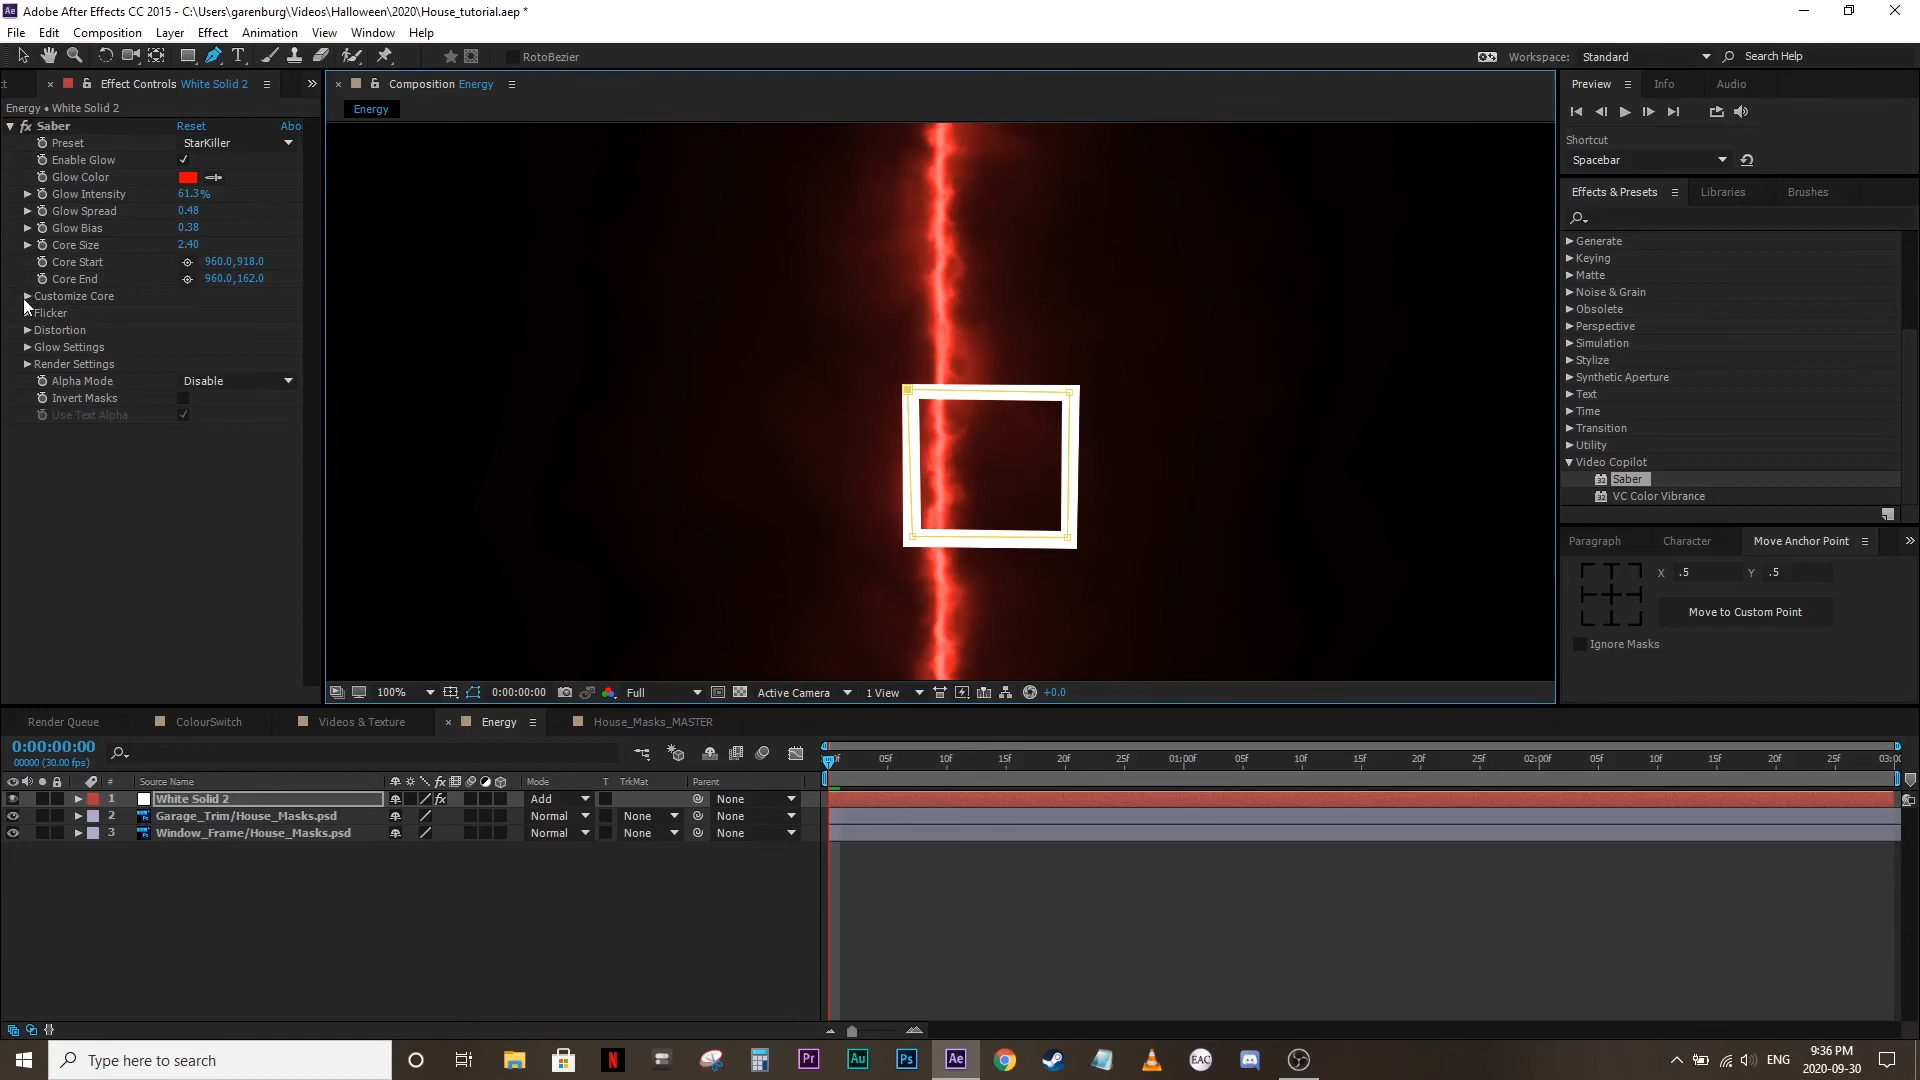 Adobe After Effects CC 2015 - C:\Users\garenburg\Videos\Halloween\2020\House_tutorial.aep *
File Edit Composition Layer Effect Animation View Window Help
RotoBezier
Workspace: Standard Search Help
Effect Controls White Solid 2
Composition Energy
Preview Info Audio
Energy • White Solid 2
Energy
fx Saber Reset Abo
Preset StarKiller
Enable Glow
Glow Color
Glow Intensity 61.3%
Glow Spread 0.48
Glow Bias 0.38
Core Size 2.40
Core Start 960.0,918.0
Core End 960.0,162.0
Customize Core
Flicker
Distortion
Glow Settings
Render Settings
Alpha Mode Disable
Invert Masks
Use Text Alpha
Shortcut
Spacebar
Effects & Presets Libraries Brushes
Generate
Keying
Matte
Noise & Grain
Obsolete
Perspective
Simulation
Stylize
Synthetic Aperture
Text
Time
Transition
Utility
Video Copilot
Saber
VC Color Vibrance
Paragraph Character Move Anchor Point
X .5 Y .5
Move to Custom Point
Ignore Masks
100% 0:00:00:00 Full Active Camera 1 View +0.0
Render Queue ColourSwitch Videos & Texture Energy House_Masks_MASTER
0:00:00:00
00000 (30.00 fps)
05f 10f 15f 20f 25f 01:00f 05f 10f 15f 20f 25f 02:00f 05f 10f 15f 20f 25f 03:00
# Source Name fx Mode T TrkMat Parent
1 White Solid 2 fx Add None
2 Garage_Trim/House_Masks.psd Normal None None
3 Window_Frame/House_Masks.psd Normal None None
Type here to search
N Pr Au Ps Ae EAC
ENG
9:36 PM
2020-09-30